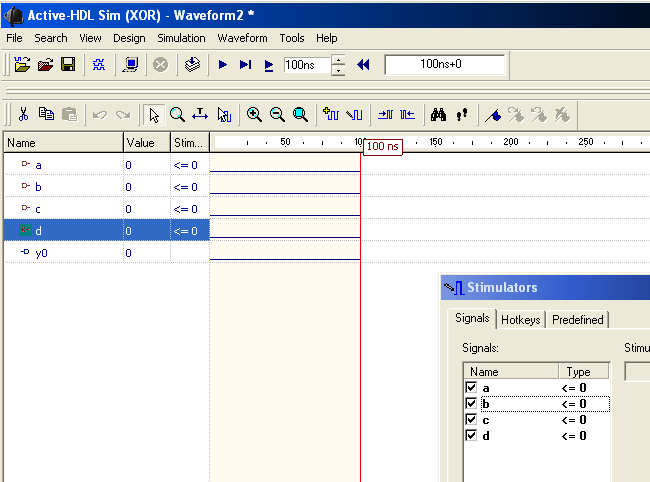 Active-HDL Sim (XOR) - Waveform2 *
File Search View Design Simulation Waveform Tools Help
100ns 100ns+0
Name Value Stim... 50 100 150 200 250
100 ns
a 0 <= 0
b 0 <= 0
c 0 <= 0
d 0 <= 0
y0 0
Stimulators
Signals Hotkeys Predefined
Signals:
Name Type
a <= 0
b <= 0
c <= 0
d <= 0